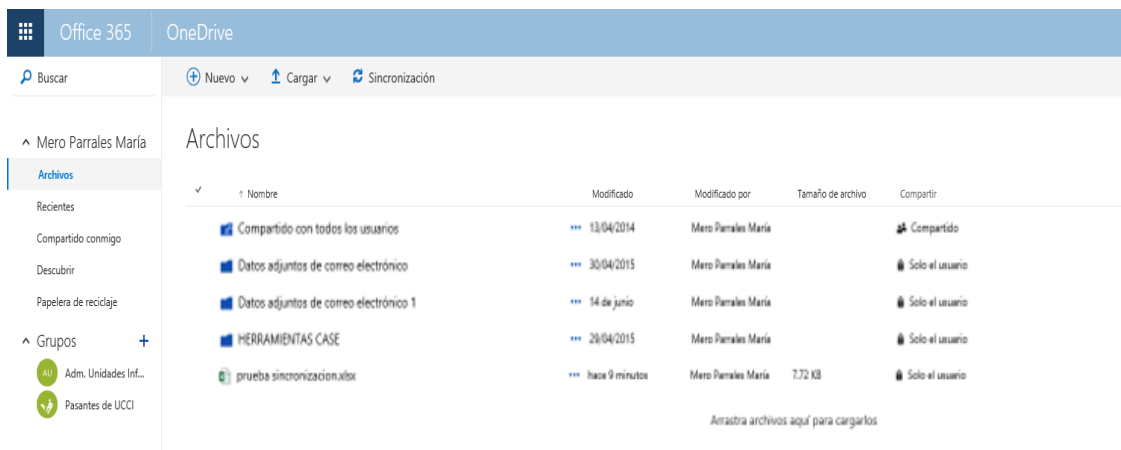 Office 365 OneDrive
Buscar
Nuevo Cargar Sincronización
Archivos
Mero Parrales María
Archivos
Recientes
Compartido conmigo
Descubrir
Papelera de reciclaje
Grupos +
AU Adm. Unidades Inf...
Pasantes de UCCI
Nombre Modificado Modificado por Tamaño de archivo Compartir
Compartido con todos los usuarios ••• 13/04/2014 Mero Parrales María Compartido
Datos adjuntos de correo electrónico ••• 30/04/2015 Mero Parrales María Solo el usuario
Datos adjuntos de correo electrónico 1 ••• 14 de junio Mero Parrales María Solo el usuario
HERRAMIENTAS CASE ••• 29/04/2015 Mero Parrales María Solo el usuario
prueba sincronizacion.xlsx ••• hace 9 minutos Mero Parrales María 7.72 KB Solo el usuario
Arrastra archivos aquí para cargarlos